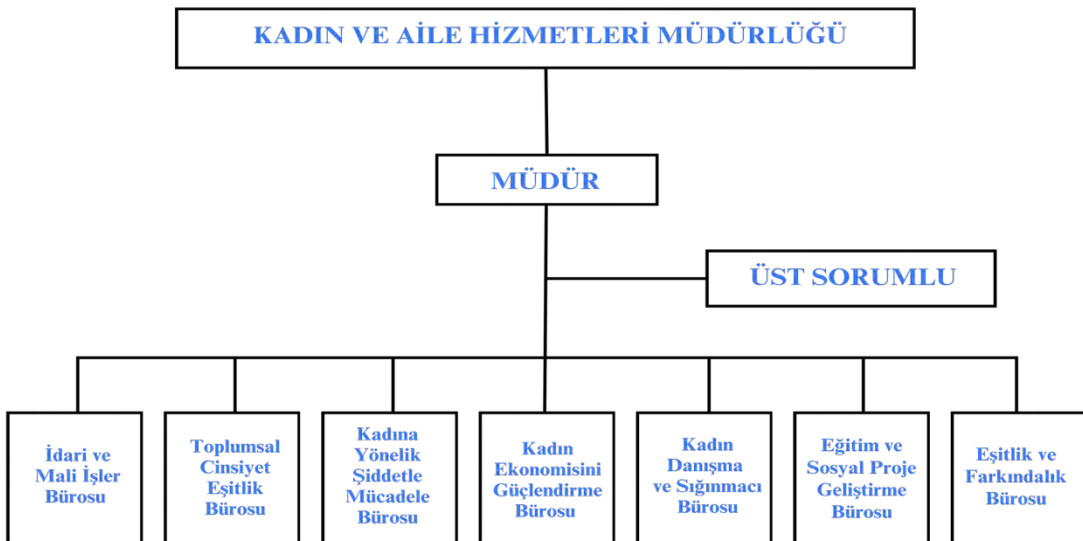 KADIN VE AİLE HİZMETLERİ MÜDÜRLÜĞÜ
MÜDÜR
ÜST SORUMLU
İdari ve
Mali İşler
Bürosu
Toplumsal
Cinsiyet
Eşitlik
Bürosu
Kadına
Yönelik
Şiddetle
Mücadele
Bürosu
Kadın
Ekonomisini
Güçlendirme
Bürosu
Kadın
Danışma
ve Sığınmacı
Bürosu
Eğitim ve
Sosyal Proje
Geliştirme
Bürosu
Eşitlik ve
Farkındalık
Bürosu